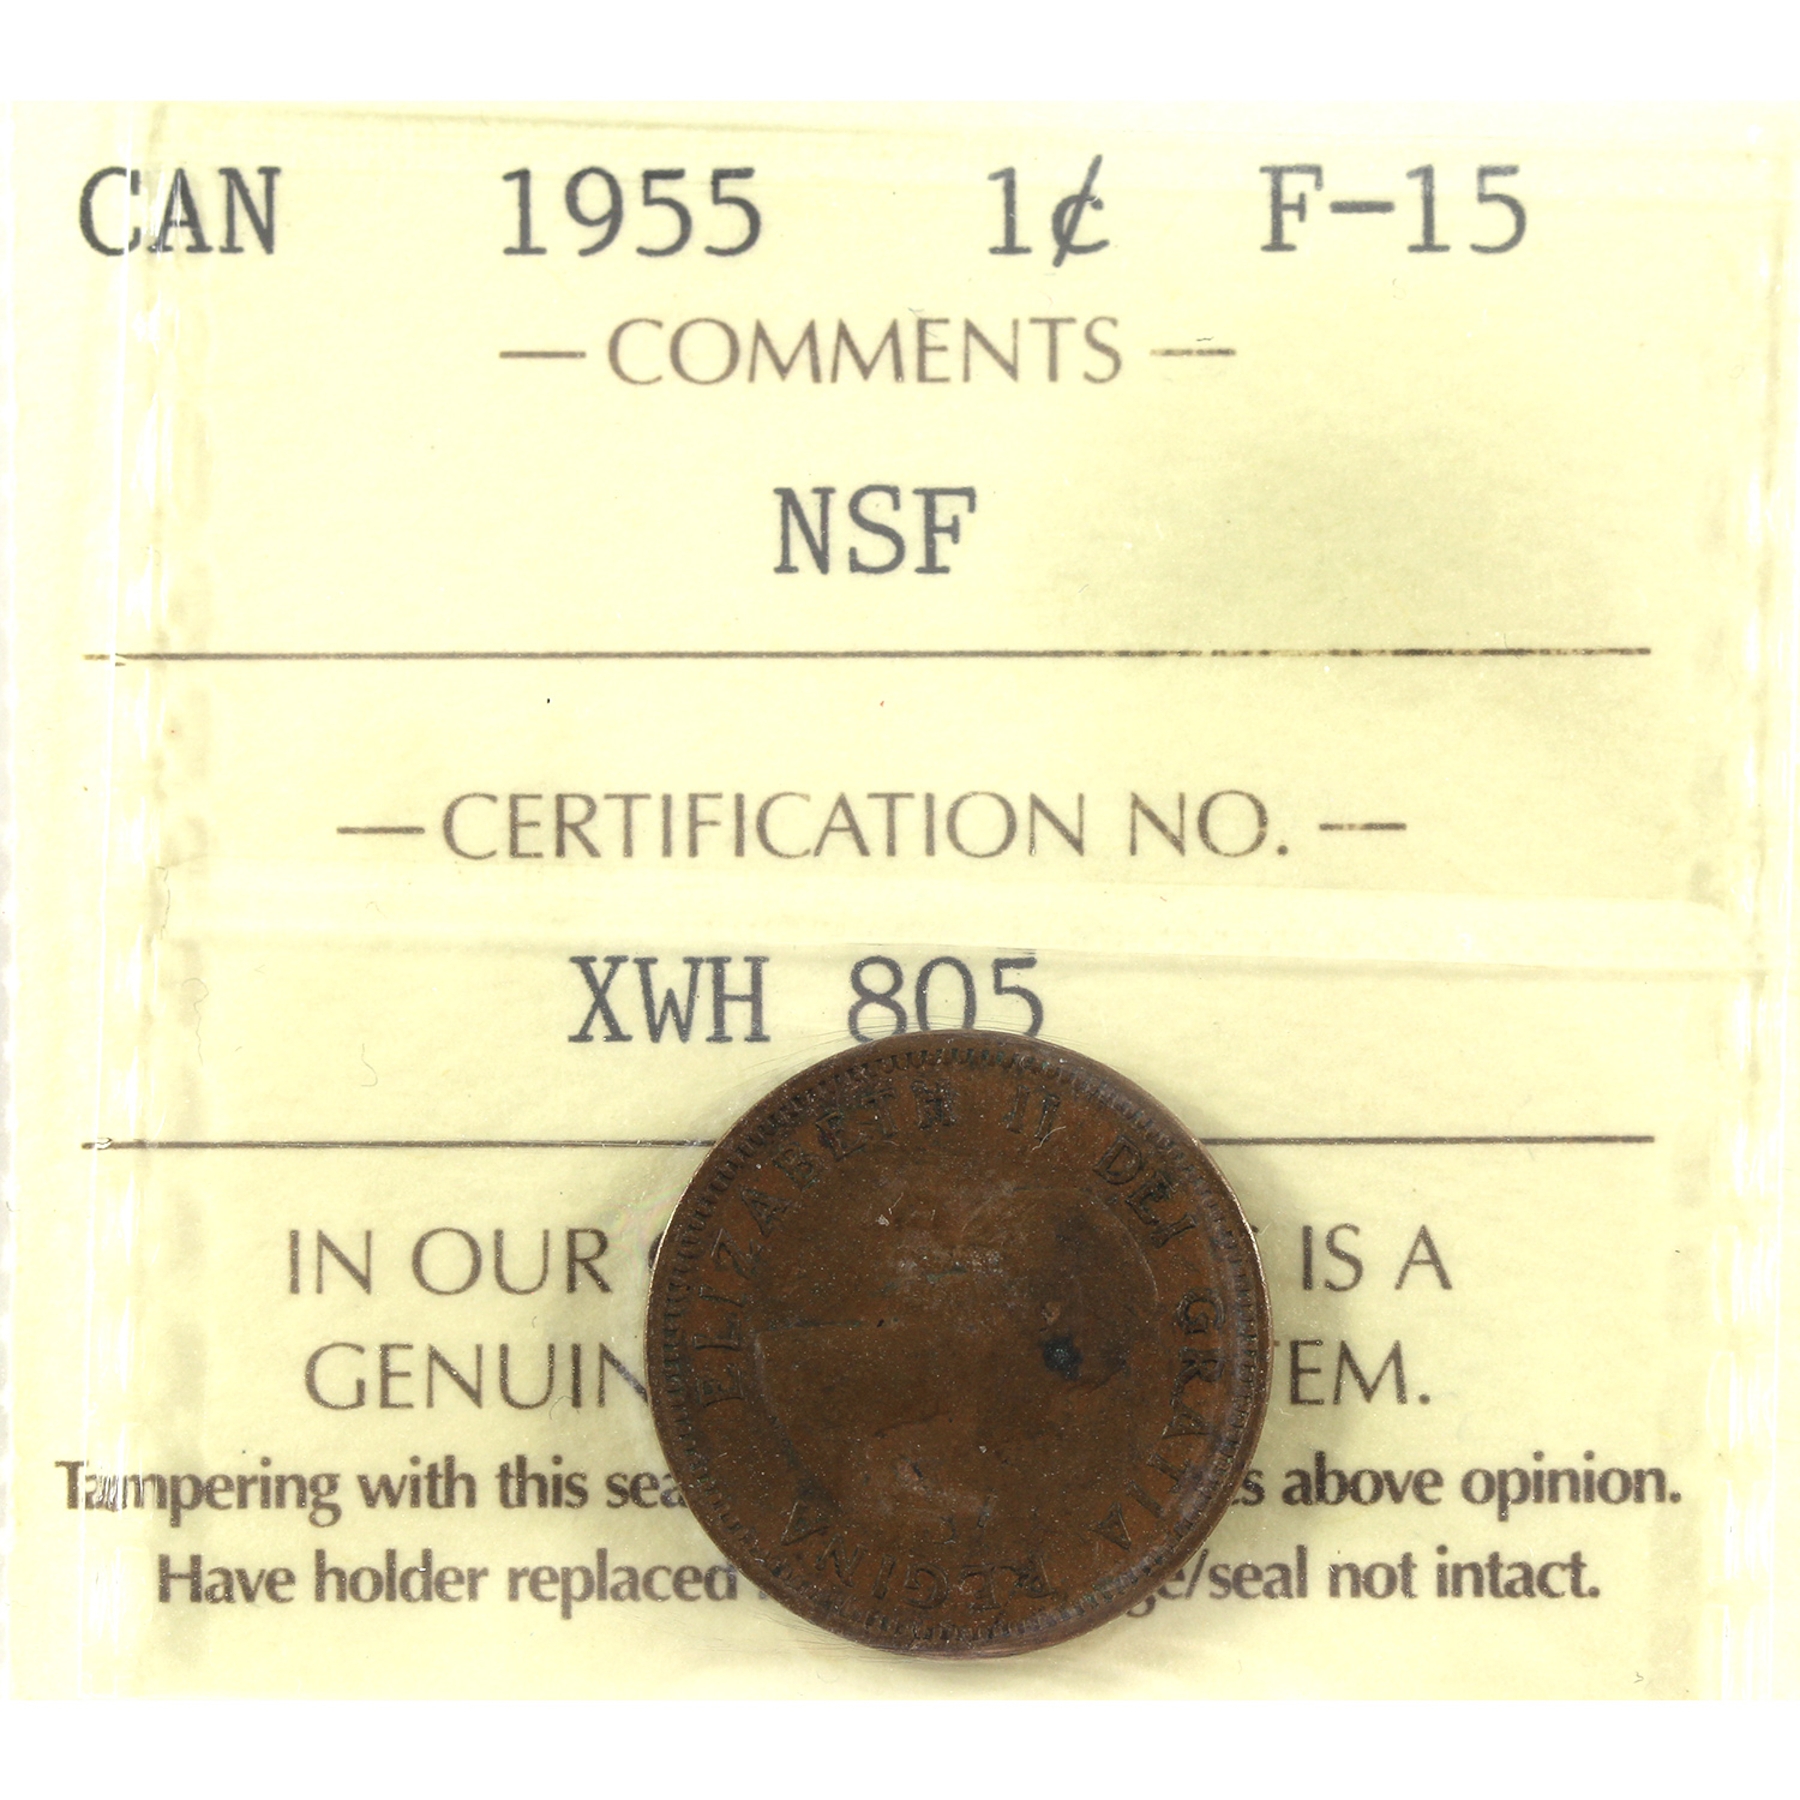 CAN 1955 1¢ F-15
— COMMENTS —
NSF
— CERTIFICATION NO. —
XWH 805
IN OUR IS A
GENUIN TEM.
Tampering with this sea s above opinion.
Have holder replaced e/seal not intact.
ELIZABETH II DEI GRATIA REGINA